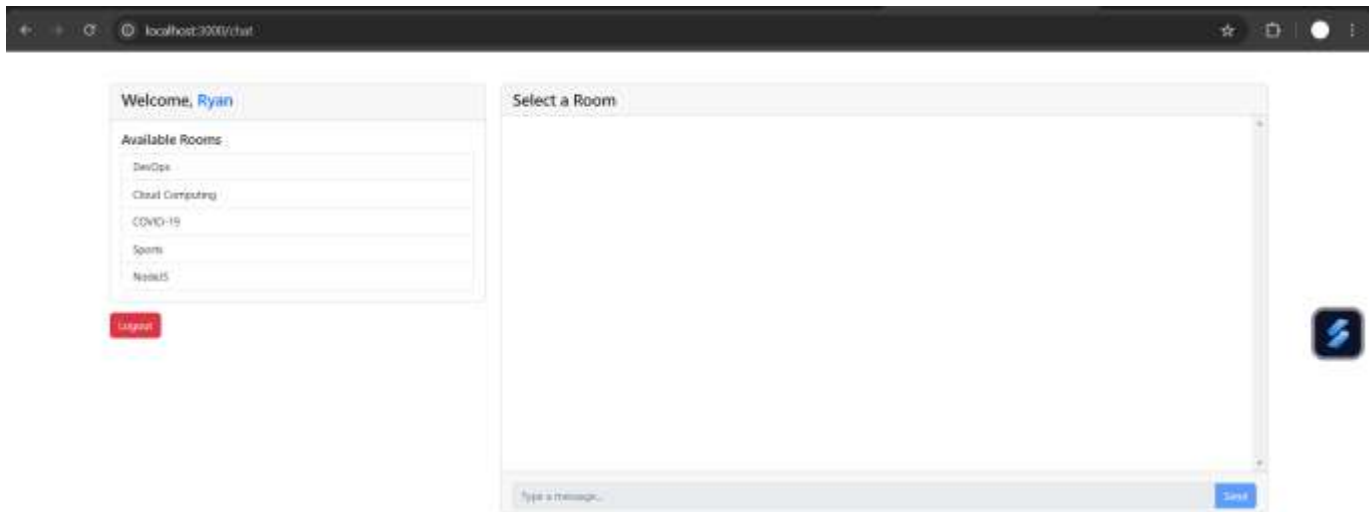 localhost:3000/chat
Welcome, Ryan
Available Rooms
DevOps
Cloud Computing
COVID-19
Sports
NodeJS
Logout
Select a Room
Type a message...
Send